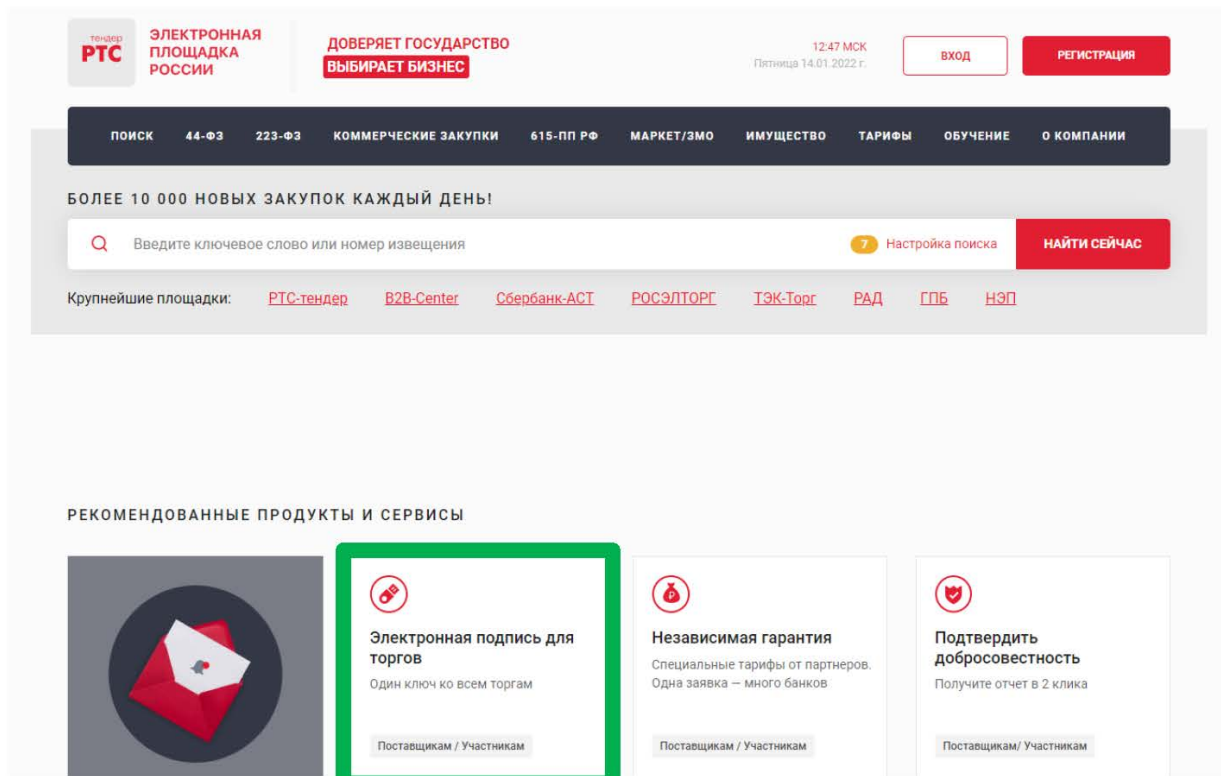 тендер
РТС
ЭЛЕКТРОННАЯ
ПЛОЩАДКА
РОССИИ
ДОВЕРЯЕТ ГОСУДАРСТВО
ВЫБИРАЕТ БИЗНЕС
12:47 МСК
Пятница 14.01.2022 г.
ВХОД
РЕГИСТРАЦИЯ
ПОИСК 44-ФЗ 223-ФЗ КОММЕРЧЕСКИЕ ЗАКУПКИ 615-ПП РФ МАРКЕТ/ЗМО ИМУЩЕСТВО ТАРИФЫ ОБУЧЕНИЕ О КОМПАНИИ
БОЛЕЕ 10 000 НОВЫХ ЗАКУПОК КАЖДЫЙ ДЕНЬ!
Введите ключевое слово или номер извещения 7 Настройка поиска НАЙТИ СЕЙЧАС
Крупнейшие площадки: РТС-тендер B2B-Center Сбербанк-АСТ РОСЭЛТОРГ ТЭК-Торг РАД ГПБ НЭП
РЕКОМЕНДОВАННЫЕ ПРОДУКТЫ И СЕРВИСЫ
Электронная подпись для
торгов
Один ключ ко всем торгам
Поставщикам / Участникам
Независимая гарантия
Специальные тарифы от партнеров.
Одна заявка — много банков
Поставщикам / Участникам
Подтвердить
добросовестность
Получите отчет в 2 клика
Поставщикам/ Участникам